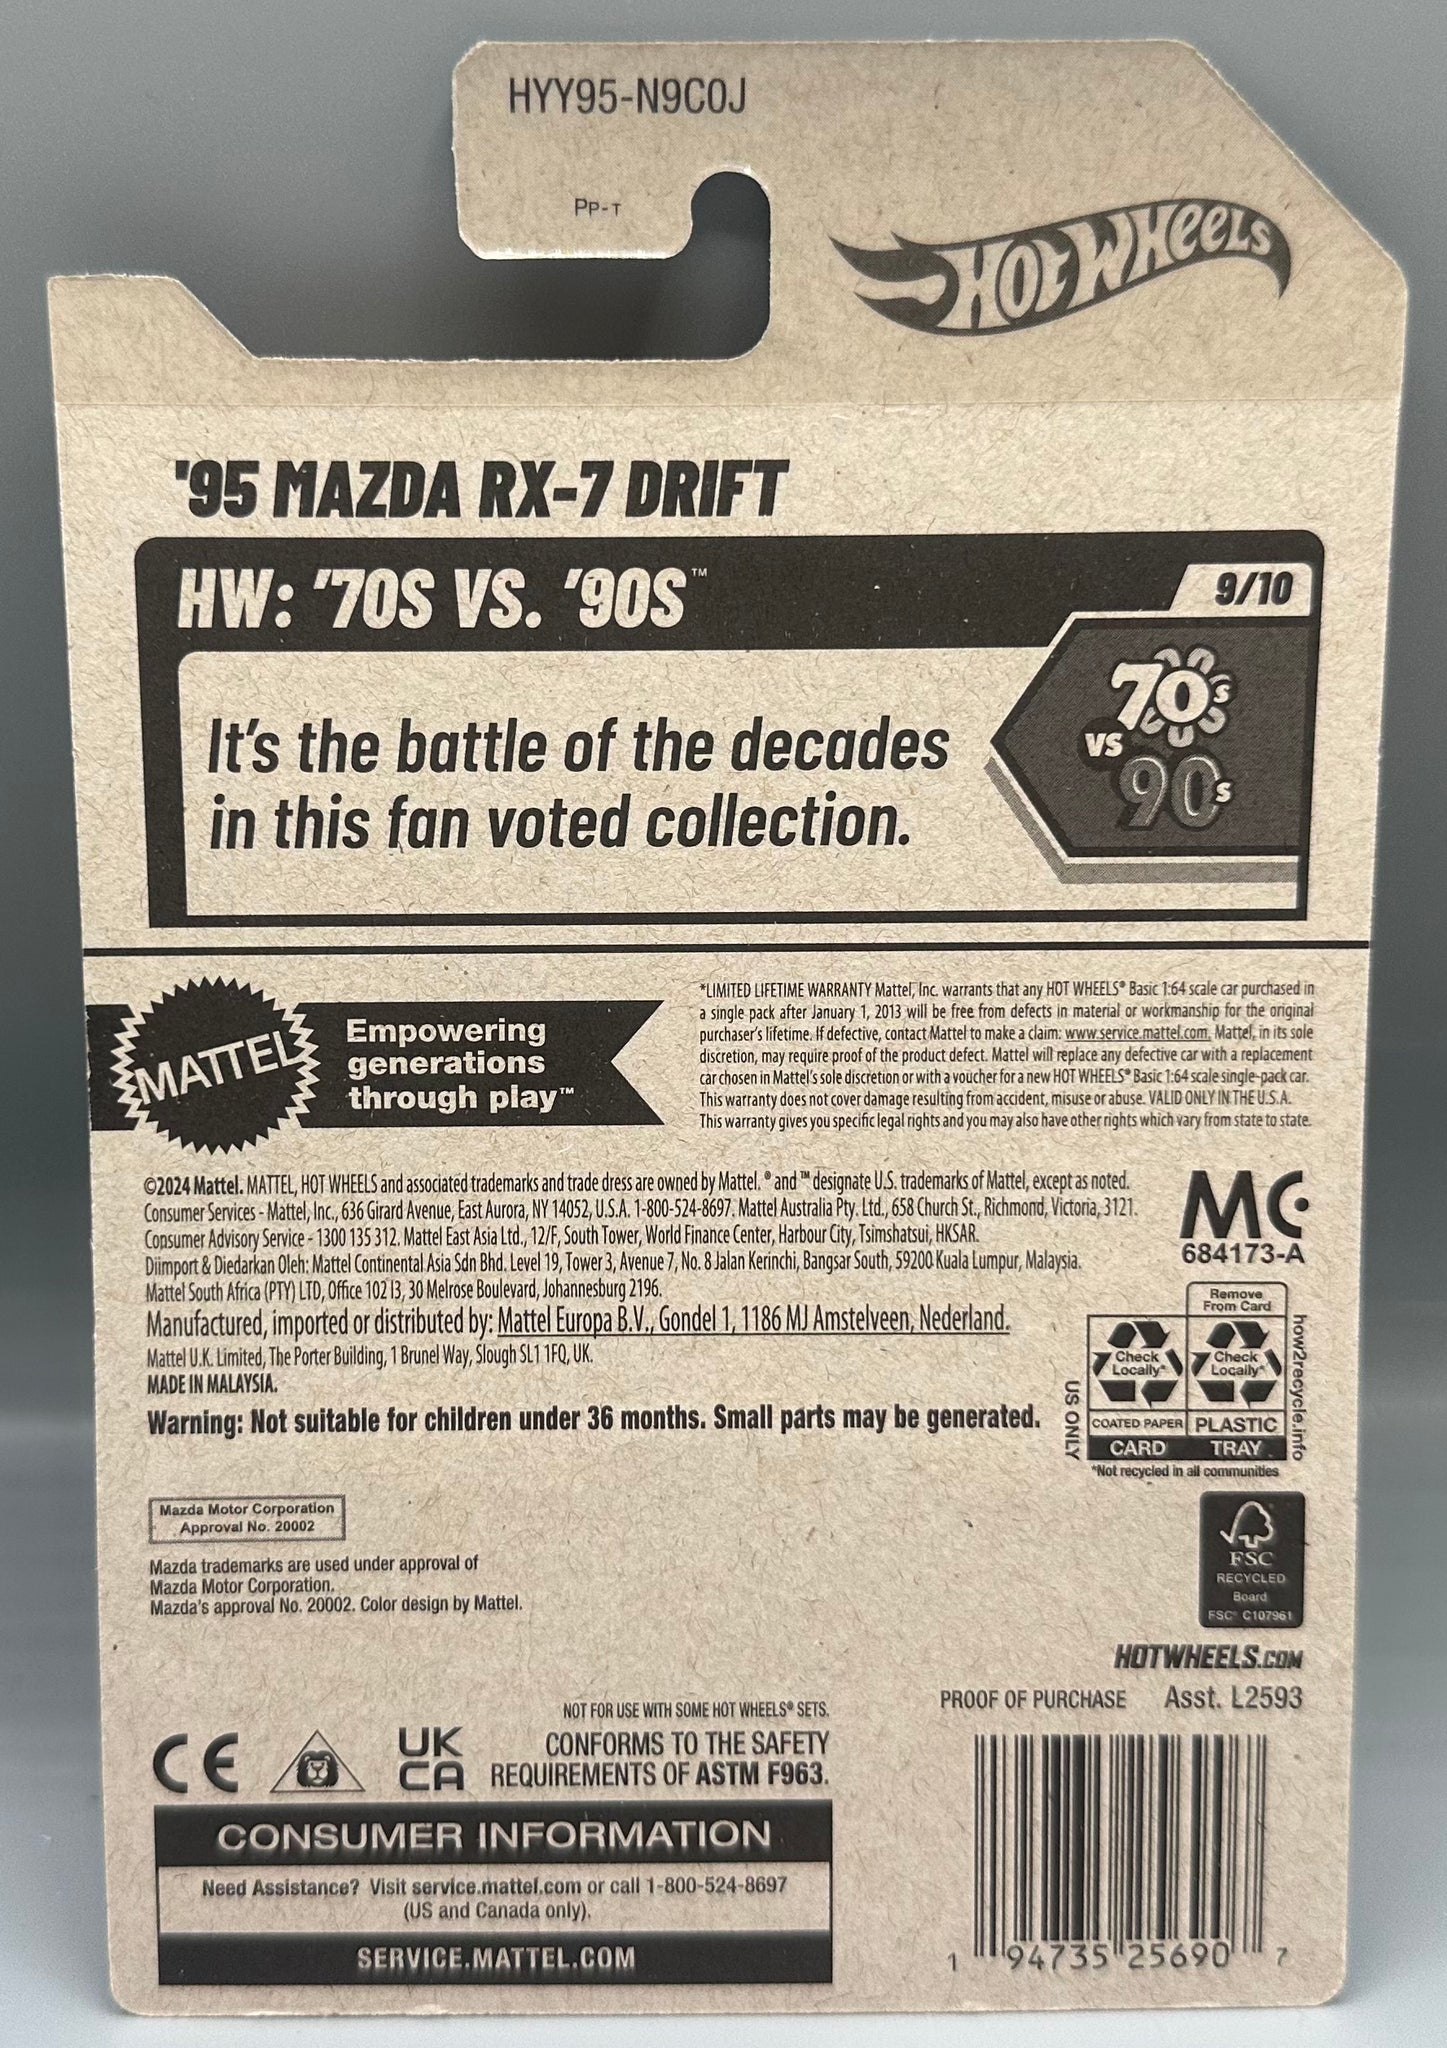 HYY95-N9C0J
PP-T
HOT WHEELS
'95 MAZDA RX-7 DRIFT
HW: '70S VS. '90S™
9/10
70s
vs
90s
It's the battle of the decades
in this fan voted collection.
MATTEL
Empowering
generations
through play™
*LIMITED LIFETIME WARRANTY Mattel, Inc. warrants that any HOT WHEELS® Basic 1:64 scale car purchased in
a single pack after January 1, 2013 will be free from defects in material or workmanship for the original
purchaser's lifetime. If defective, contact Mattel to make a claim: www.service.mattel.com. Mattel, in its sole
discretion, may require proof of the product defect. Mattel will replace any defective car with a replacement
car chosen in Mattel's sole discretion or with a voucher for a new HOT WHEELS® Basic 1:64 scale single-pack car.
This warranty does not cover damage resulting from accident, misuse or abuse. VALID ONLY IN THE U.S.A.
This warranty gives you specific legal rights and you may also have other rights which vary from state to state.
©2024 Mattel. MATTEL, HOT WHEELS and associated trademarks and trade dress are owned by Mattel. ® and ™ designate U.S. trademarks of Mattel, except as noted.
Consumer Services - Mattel, Inc., 636 Girard Avenue, East Aurora, NY 14052, U.S.A. 1-800-524-8697. Mattel Australia Pty. Ltd., 658 Church St., Richmond, Victoria, 3121.
Consumer Advisory Service - 1300 135 312. Mattel East Asia Ltd., 12/F, South Tower, World Finance Center, Harbour City, Tsimshatsui, HKSAR.
Diimport & Diedarkan Oleh: Mattel Continental Asia Sdn Bhd. Level 19, Tower 3, Avenue 7, No. 8 Jalan Kerinchi, Bangsar South, 59200 Kuala Lumpur, Malaysia.
Mattel South Africa (PTY) LTD, Office 102 I3, 30 Melrose Boulevard, Johannesburg 2196.
Manufactured, imported or distributed by: Mattel Europa B.V., Gondel 1, 1186 MJ Amstelveen, Nederland.
Mattel U.K. Limited, The Porter Building, 1 Brunel Way, Slough SL1 1FQ, UK.
MADE IN MALAYSIA.
Warning: Not suitable for children under 36 months. Small parts may be generated.
MC
684173-A
Remove
From Card
Check
Locally*
Check
Locally*
COATED PAPER
PLASTIC
CARD
TRAY
US ONLY
how2recycle.info
*Not recycled in all communities
Mazda Motor Corporation
Approval No. 20002
Mazda trademarks are used under approval of
Mazda Motor Corporation.
Mazda's approval No. 20002. Color design by Mattel.
FSC
RECYCLED
Board
FSC® C107961
HOTWHEELS.COM
PROOF OF PURCHASE Asst. L2593
NOT FOR USE WITH SOME HOT WHEELS® SETS.
CE
UK
CA
CONFORMS TO THE SAFETY
REQUIREMENTS OF ASTM F963.
CONSUMER INFORMATION
Need Assistance? Visit service.mattel.com or call 1-800-524-8697
(US and Canada only).
SERVICE.MATTEL.COM
1 94735 25690 7